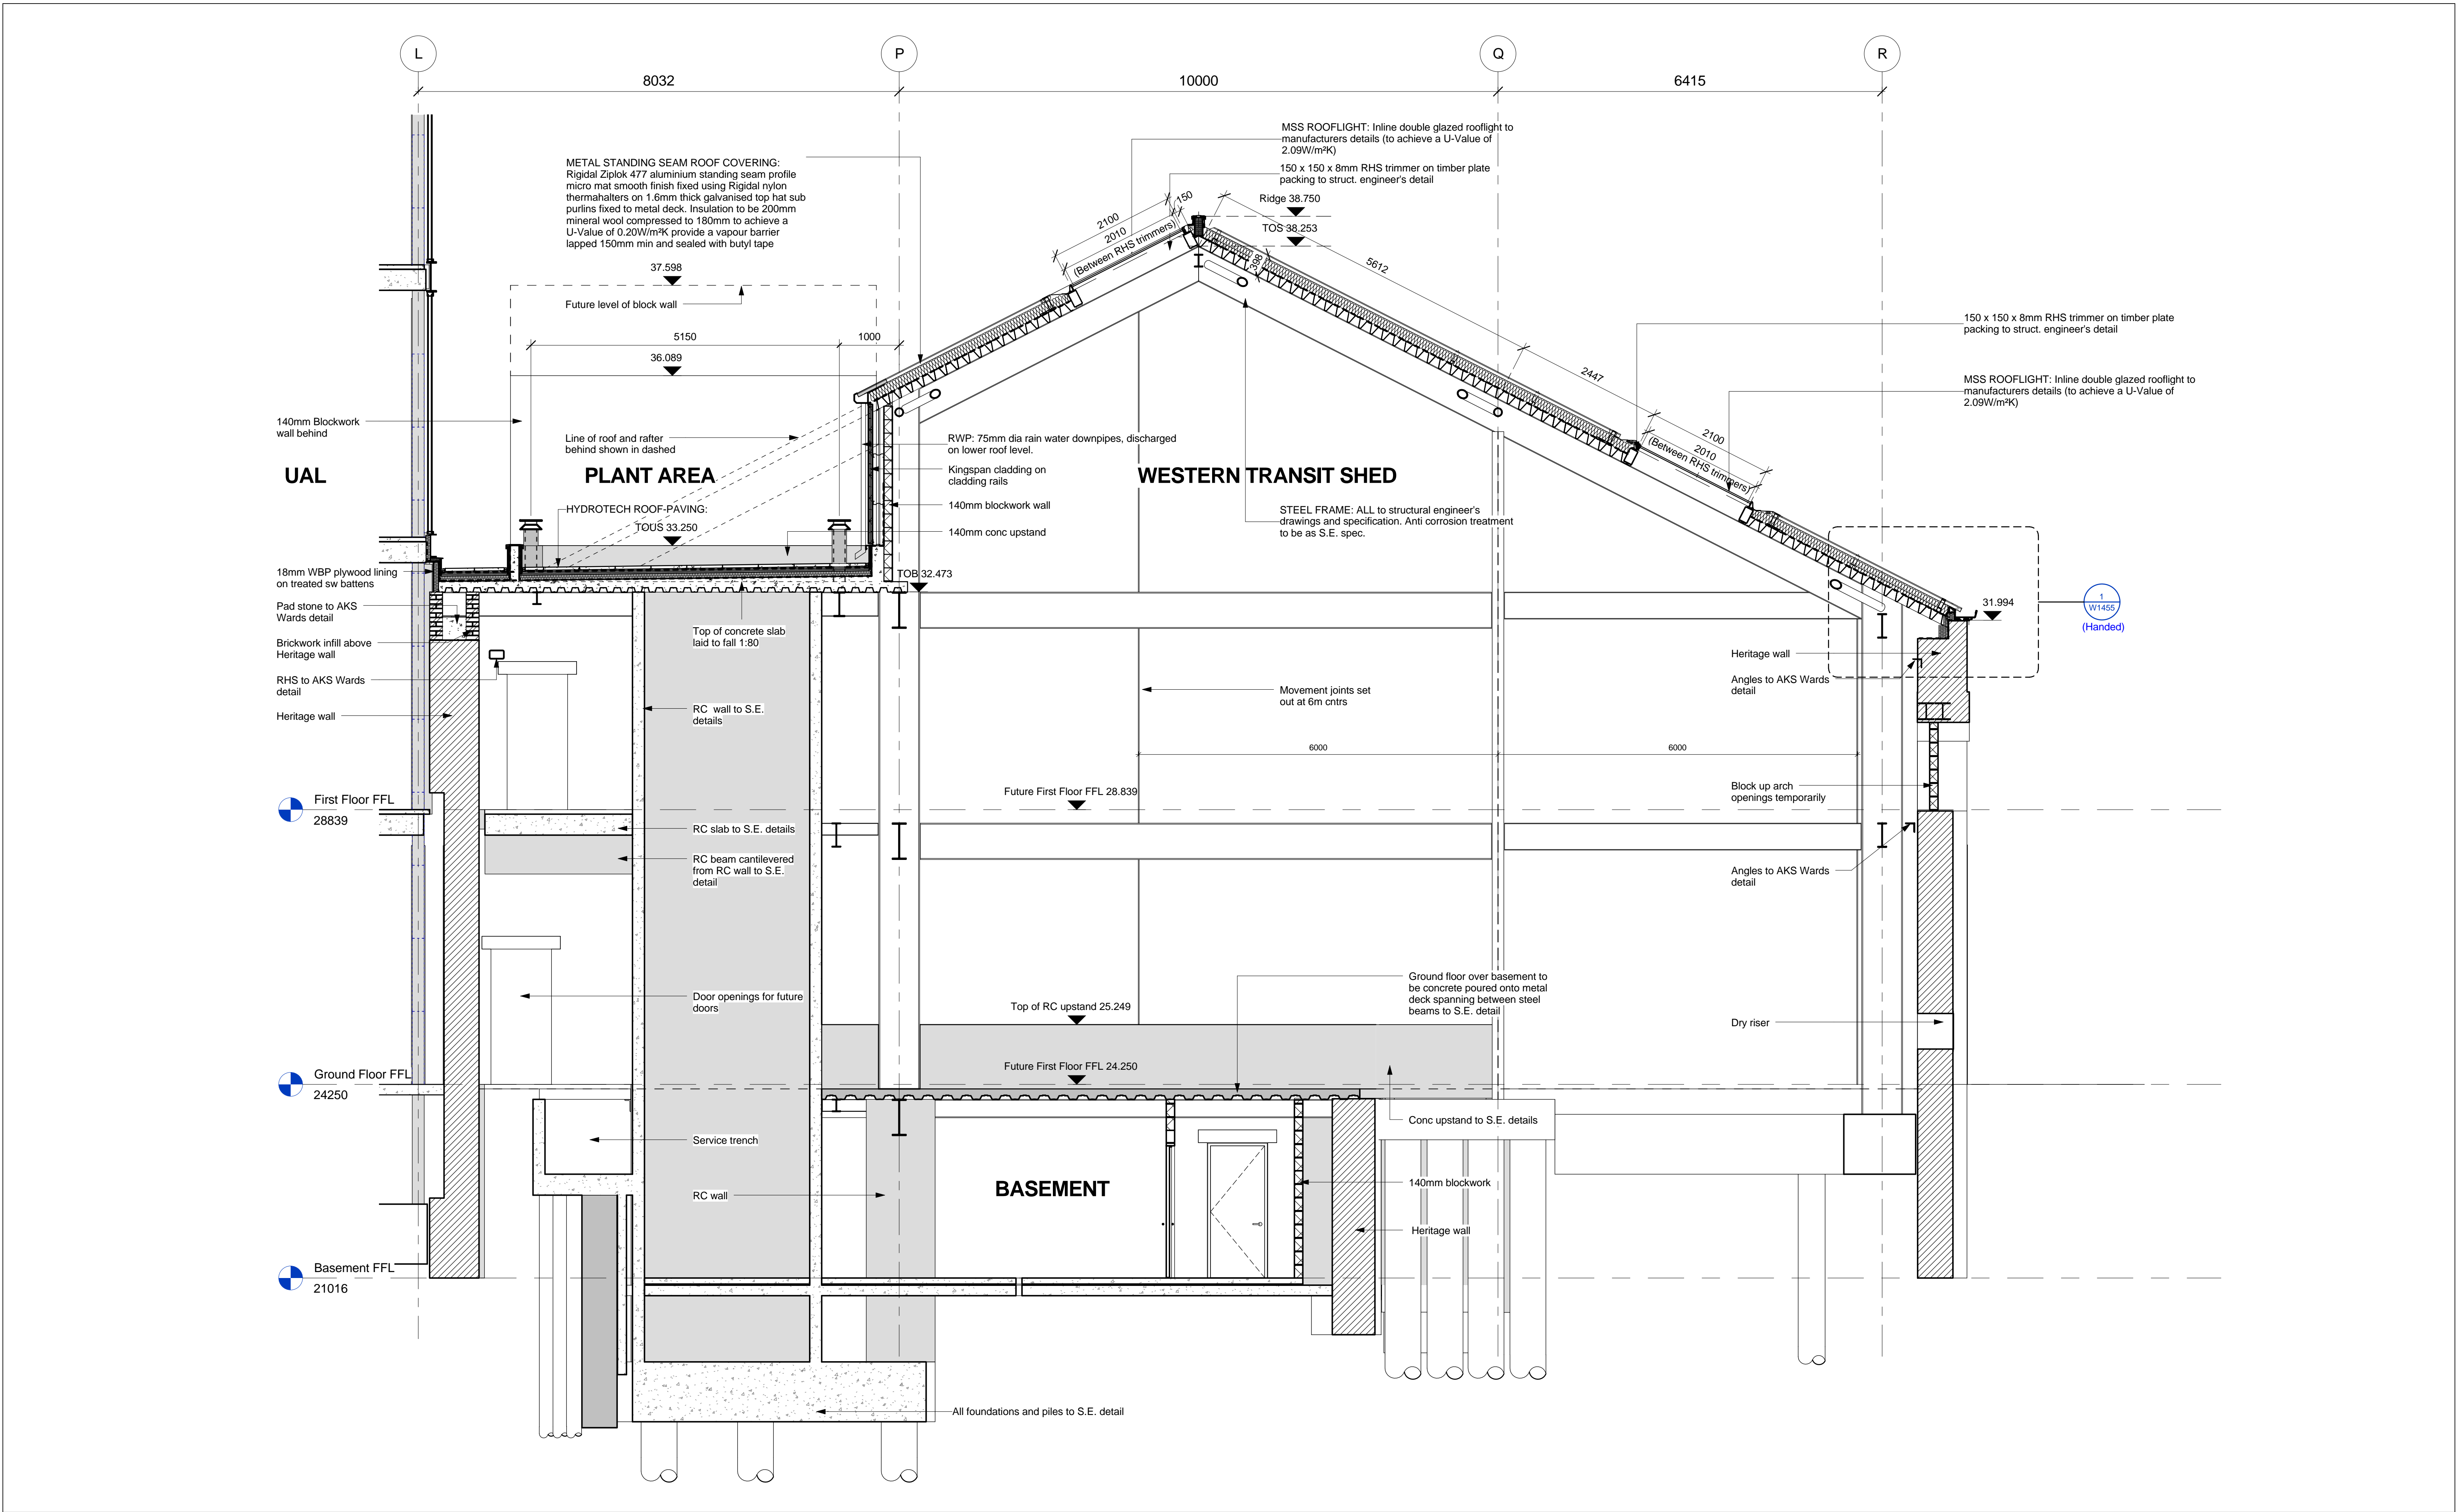 L
P
Q
R
8032
10000
6415
MSS ROOFLIGHT: Inline double glazed rooflight to
manufacturers details (to achieve a U-Value of
2.09W/m²K)
METAL STANDING SEAM ROOF COVERING:
Rigidal Ziplok 477 aluminium standing seam profile
micro mat smooth finish fixed using Rigidal nylon
thermahalters on 1.6mm thick galvanised top hat sub
purlins fixed to metal deck. Insulation to be 200mm
mineral wool compressed to 180mm to achieve a
U-Value of 0.20W/m²K provide a vapour barrier
lapped 150mm min and sealed with butyl tape
150 x 150 x 8mm RHS trimmer on timber plate
packing to struct. engineer's detail
150
2100
2010
(Between RHS trimmers)
Ridge 38.750
TOS 38.253
398
5612
37.598
Future level of block wall
5150
1000
36.089
150 x 150 x 8mm RHS trimmer on timber plate
packing to struct. engineer's detail
2447
MSS ROOFLIGHT: Inline double glazed rooflight to
manufacturers details (to achieve a U-Value of
2.09W/m²K)
2100
2010
(Between RHS trimmers)
140mm Blockwork
wall behind
Line of roof and rafter
behind shown in dashed
RWP: 75mm dia rain water downpipes, discharged
on lower roof level.
UAL
PLANT AREA
Kingspan cladding on
cladding rails
WESTERN TRANSIT SHED
140mm blockwork wall
HYDROTECH ROOF-PAVING:
TOUS 33.250
140mm conc upstand
STEEL FRAME: ALL to structural engineer's
drawings and specification. Anti corrosion treatment
to be as S.E. spec.
18mm WBP plywood lining
on treated sw battens
TOB 32.473
31.994
1
W1455
(Handed)
Pad stone to AKS
Wards detail
Brickwork infill above
Heritage wall
Top of concrete slab
laid to fall 1:80
Heritage wall
RHS to AKS Wards
detail
Angles to AKS Wards
detail
Movement joints set
out at 6m cntrs
RC wall to S.E.
details
Heritage wall
6000
6000
First Floor FFL
28839
Future First Floor FFL 28.839
Block up arch
openings temporarily
RC slab to S.E. details
RC beam cantilevered
from RC wall to S.E.
detail
Angles to AKS Wards
detail
Door openings for future
doors
Ground floor over basement to
be concrete poured onto metal
deck spanning between steel
beams to S.E. detail
Top of RC upstand 25.249
Dry riser
Ground Floor FFL
24250
Future First Floor FFL 24.250
Conc upstand to S.E. details
Service trench
RC wall
BASEMENT
140mm blockwork
Heritage wall
Basement FFL
21016
All foundations and piles to S.E. detail